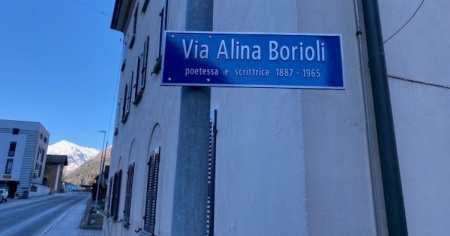 Via Alina Borioli
poetessa e scrittrice 1887 - 1965